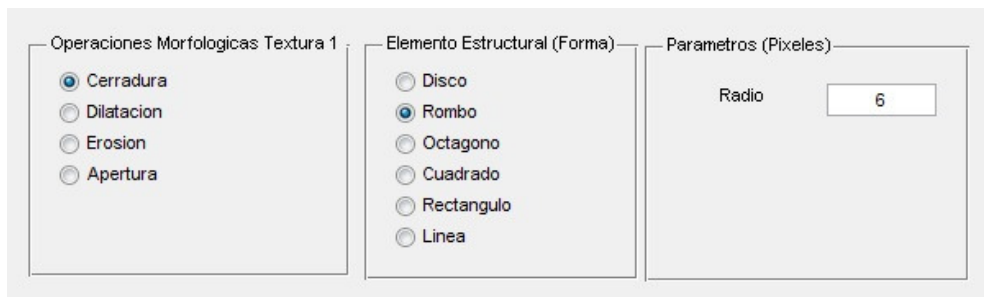 Operaciones Morfologicas Textura 1
Cerradura
Dilatacion
Erosion
Apertura
Elemento Estructural (Forma)
Disco
Rombo
Octagono
Cuadrado
Rectangulo
Linea
Parametros (Pixeles)
Radio 6